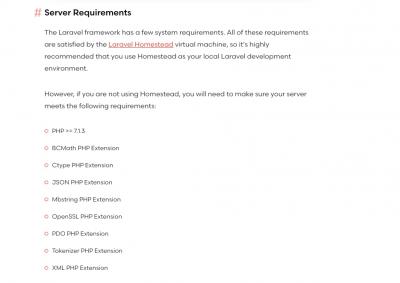 # Server Requirements
The Laravel framework has a few system requirements. All of these requirements
are satisfied by the Laravel Homestead virtual machine, so it's highly
recommended that you use Homestead as your local Laravel development
environment.
However, if you are not using Homestead, you will need to make sure your server
meets the following requirements:
PHP >= 7.1.3
BCMath PHP Extension
Ctype PHP Extension
JSON PHP Extension
Mbstring PHP Extension
OpenSSL PHP Extension
PDO PHP Extension
Tokenizer PHP Extension
XML PHP Extension